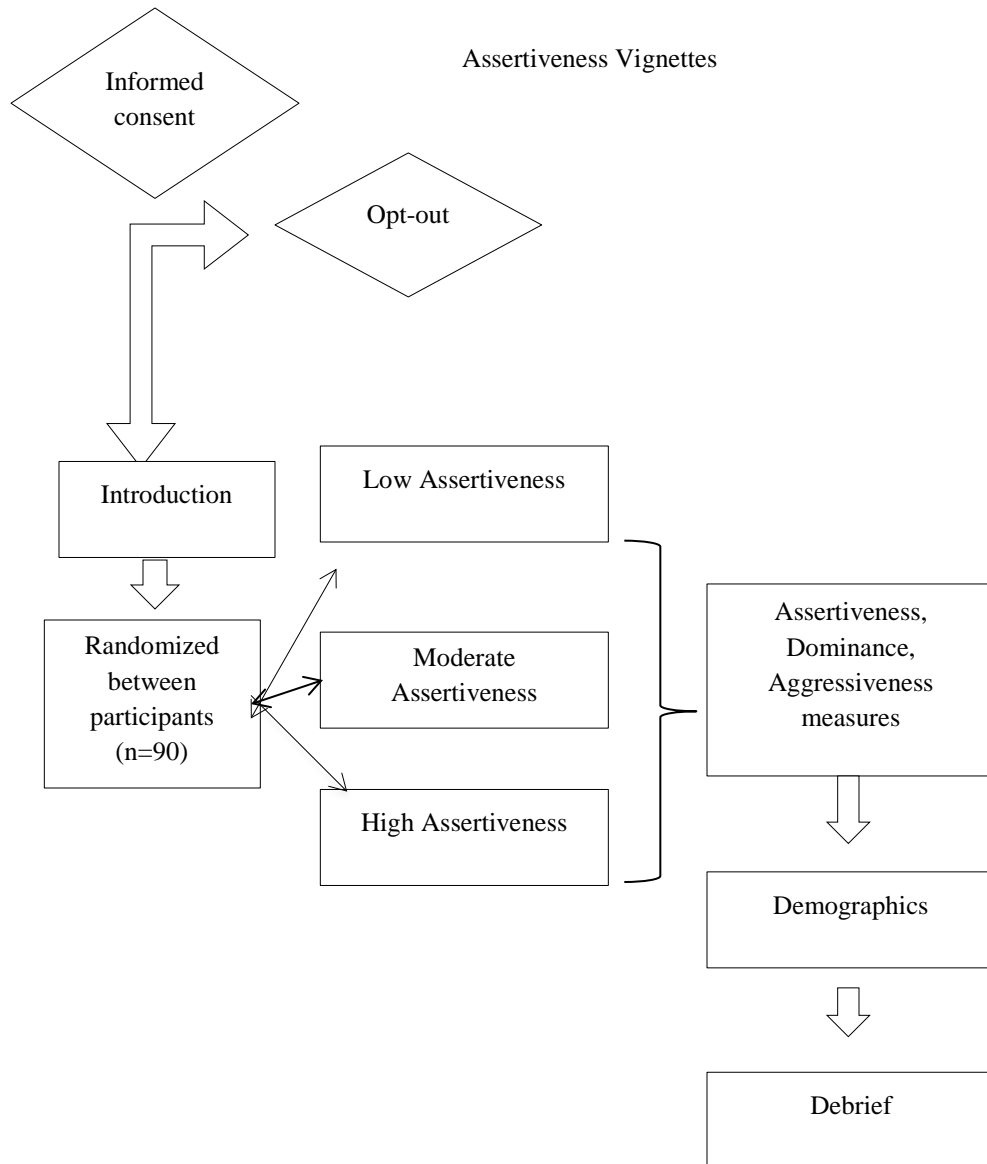 Assertiveness Vignettes
Informed
consent
Opt-out
Introduction
Low Assertiveness
Randomized
between
participants
(n=90)
Moderate
Assertiveness
High Assertiveness
Assertiveness,
Dominance,
Aggressiveness
measures
Demographics
Debrief